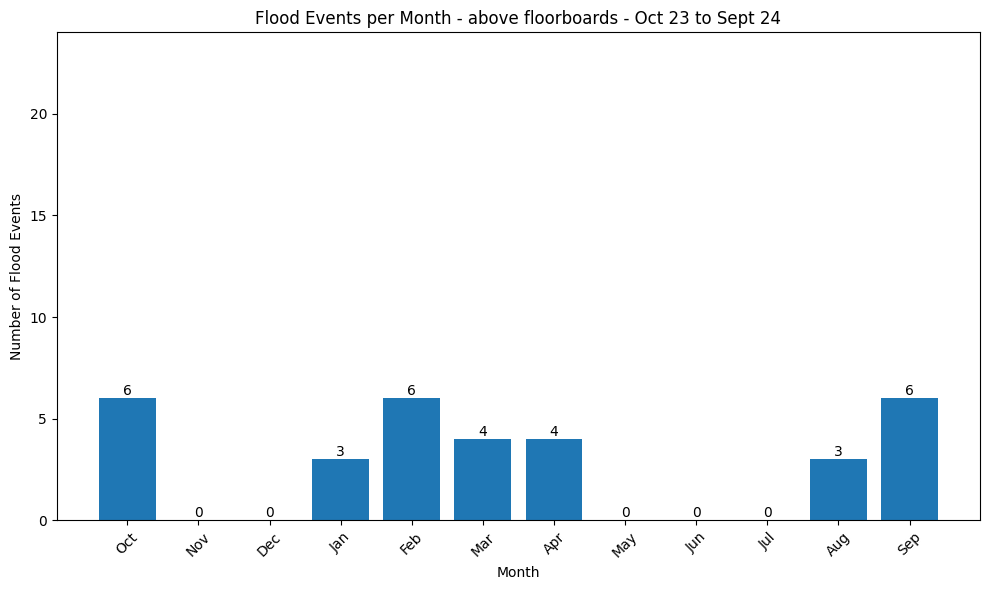 Flood Events per Month - above floorboards - Oct 23 to Sept 24
Number of Flood Events
20
15
10
5
0
6
0
0
3
6
4
4
0
0
0
3
6
Oct
Nov
Dec
Jan
Feb
Mar
Apr
May
Jun
Jul
Aug
Sep
Month